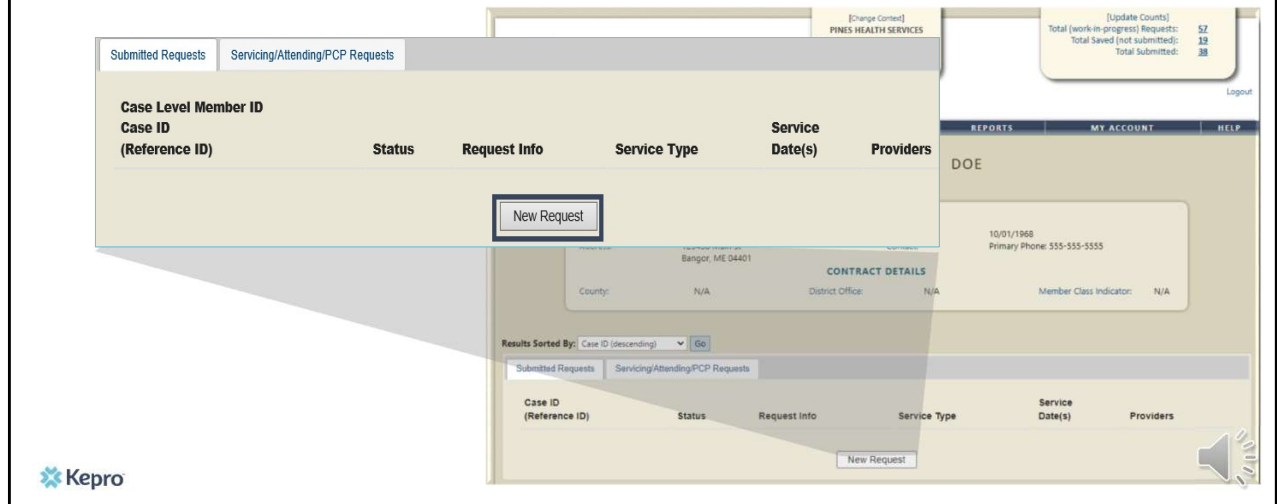 [Change Context]
PINES HEALTH SERVICES
[Update Counts]
Total (work-in-progress) Requests: 57
Total Saved (not submitted): 19
Total Submitted: 38
Logout
Submitted Requests Servicing/Attending/PCP Requests
Case Level Member ID
Case ID
(Reference ID) Status Request Info Service Type Service
Date(s) Providers
New Request
REPORTS MY ACCOUNT HELP
DOE
10/01/1968
Primary Phone: 555-555-5555
Bangor, ME 04401
CONTRACT DETAILS
County: N/A District Office: N/A Member Class Indicator: N/A
Results Sorted By: Case ID (descending) Go
Submitted Requests Servicing/Attending/PCP Requests
Case ID
(Reference ID) Status Request Info Service Type Service
Date(s) Providers
New Request
Kepro